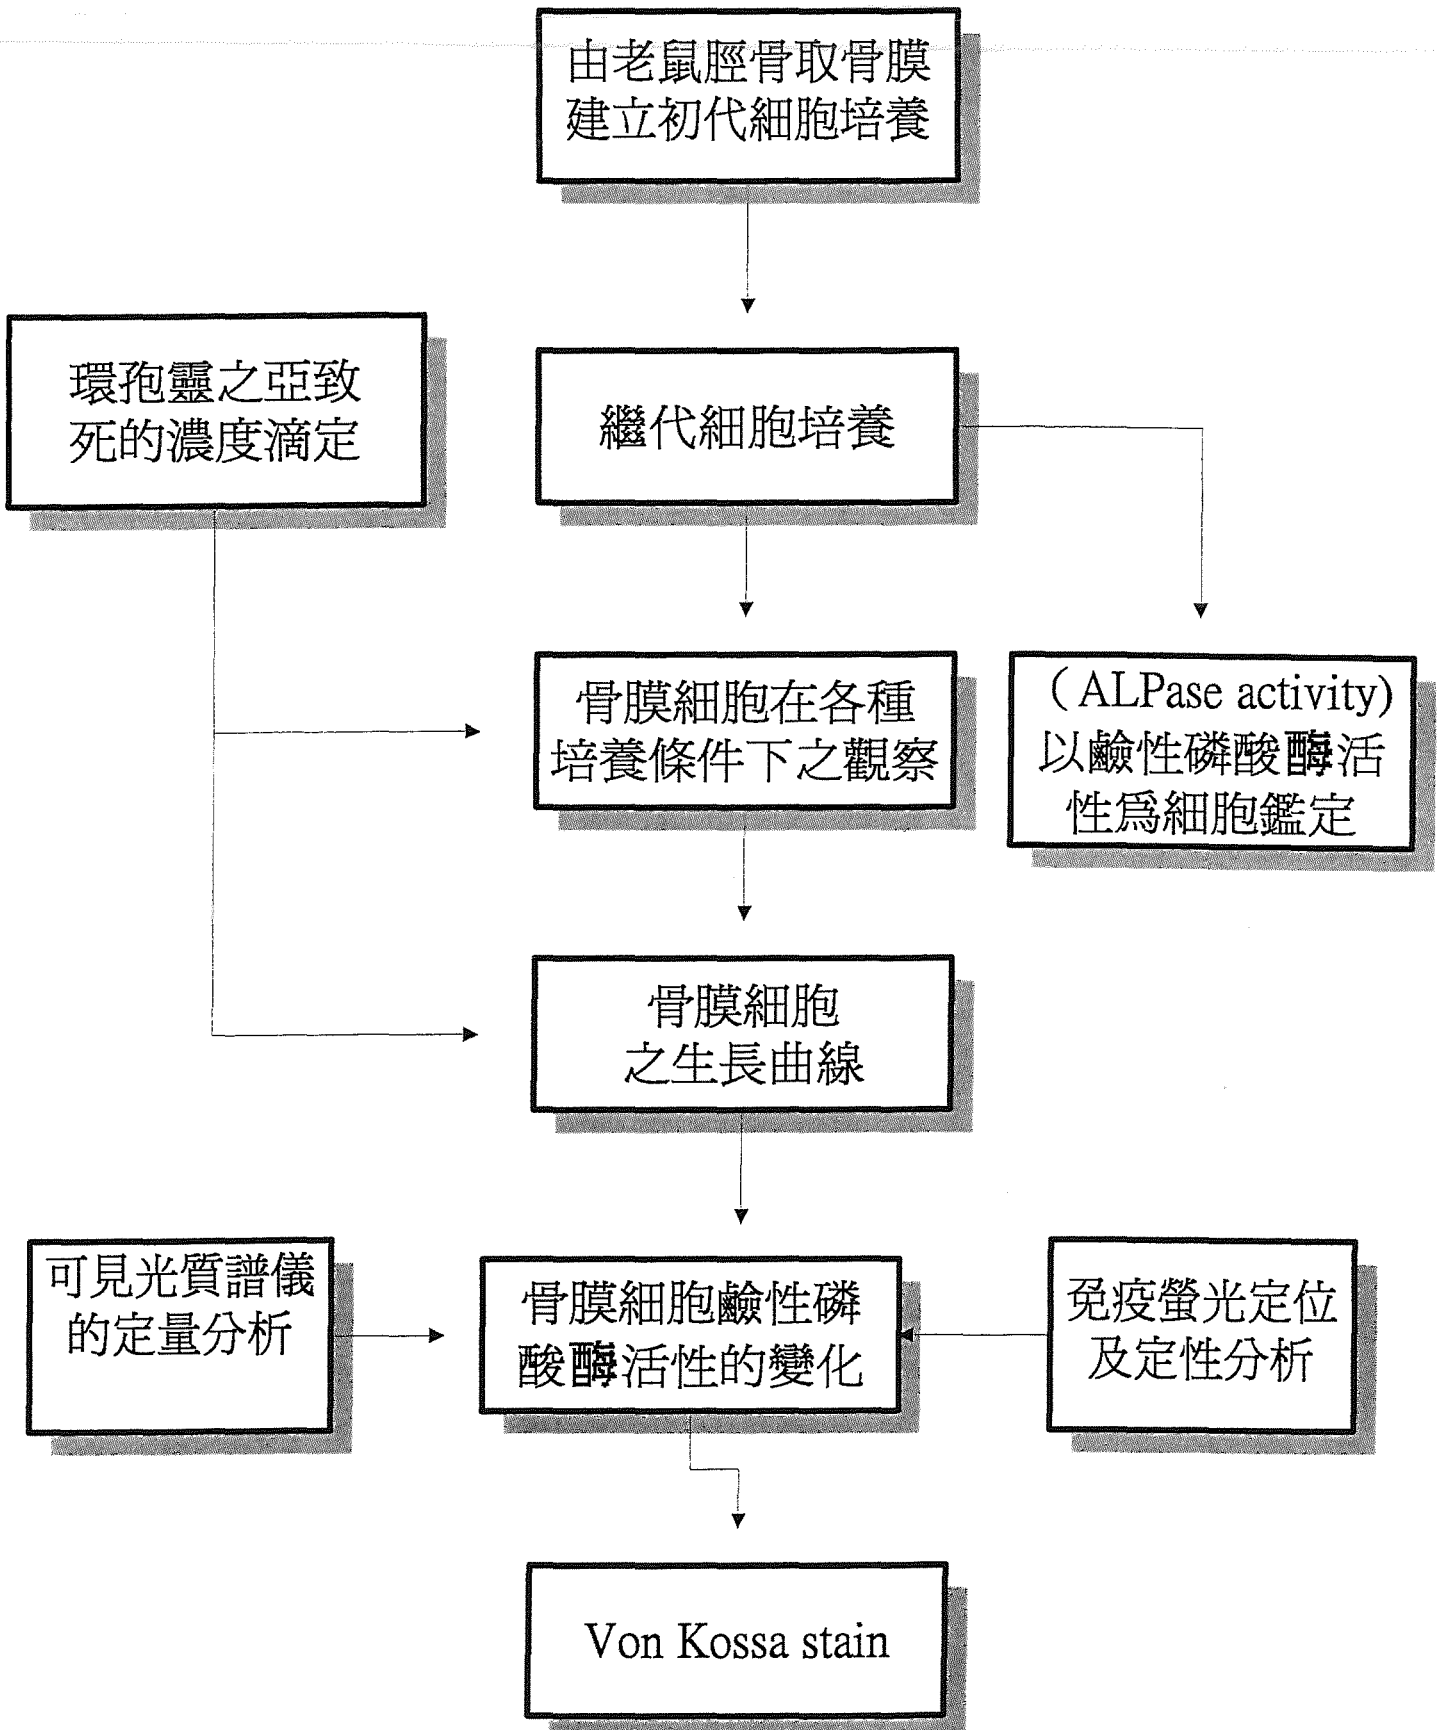 由老鼠脛骨取骨膜
建立初代細胞培養
環孢靈之亞致
死的濃度滴定
繼代細胞培養
骨膜細胞在各種
培養條件下之觀察
（ALPase activity)
以鹼性磷酸酶活
性爲細胞鑑定
骨膜細胞
之生長曲線
可見光質譜儀
的定量分析
骨膜細胞鹼性磷
酸酶活性的變化
免疫螢光定位
及定性分析
Von Kossa stain